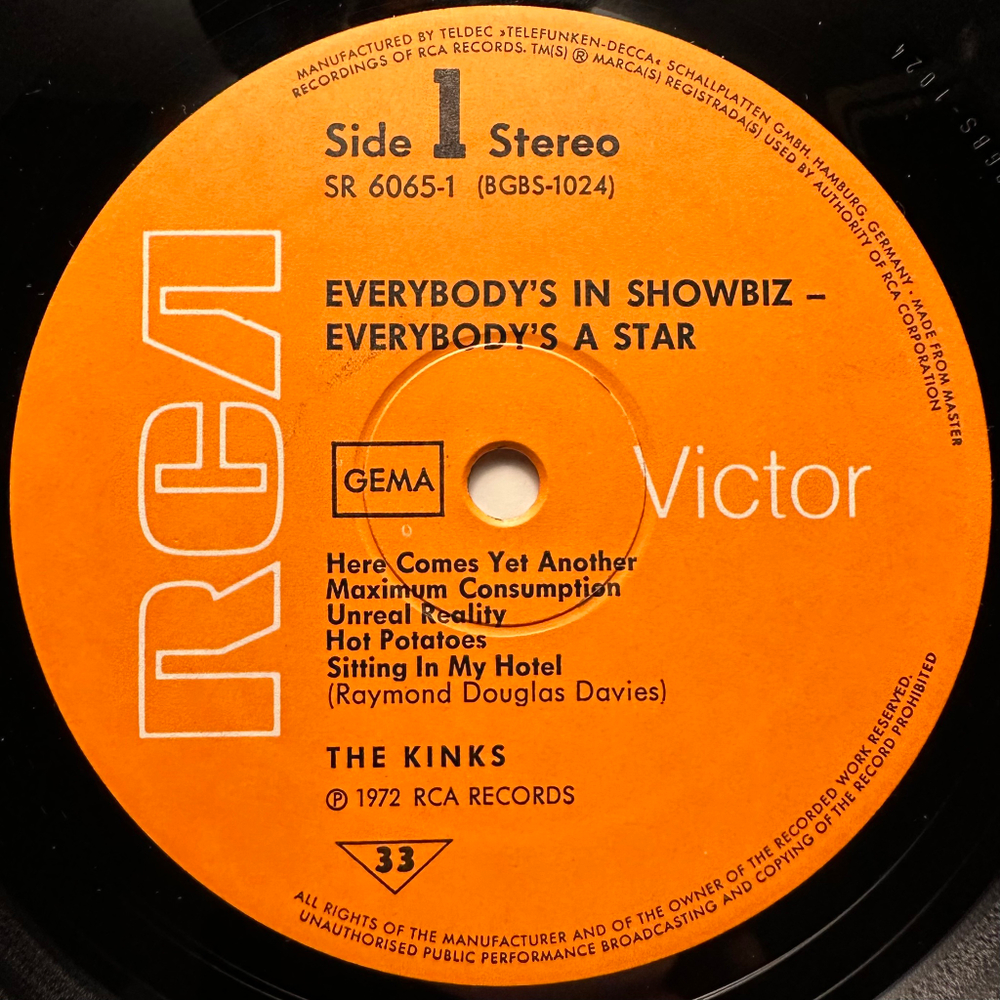 MANUFACTURED BY TELDEC »TELEFUNKEN-DECCA« SCHALLPLATTEN GMBH, HAMBURG, GERMANY · MADE FROM MASTER
RECORDINGS OF RCA RECORDS. TM(S) ® MARCA(S) REGISTRADA(S) USED BY AUTHORITY OF RCA CORPORATION
Side 1 Stereo
SR 6065-1 (BGBS-1024)
EVERYBODY'S IN SHOWBIZ –
EVERYBODY'S A STAR
RCA
GEMA
Victor
Here Comes Yet Another
Maximum Consumption
Unreal Reality
Hot Potatoes
Sitting In My Hotel
(Raymond Douglas Davies)
THE KINKS
℗ 1972 RCA RECORDS
33
ALL RIGHTS OF THE MANUFACTURER AND OF THE OWNER OF THE RECORDED WORK RESERVED.
UNAUTHORISED PUBLIC PERFORMANCE BROADCASTING AND COPYING OF THE RECORD PROHIBITED